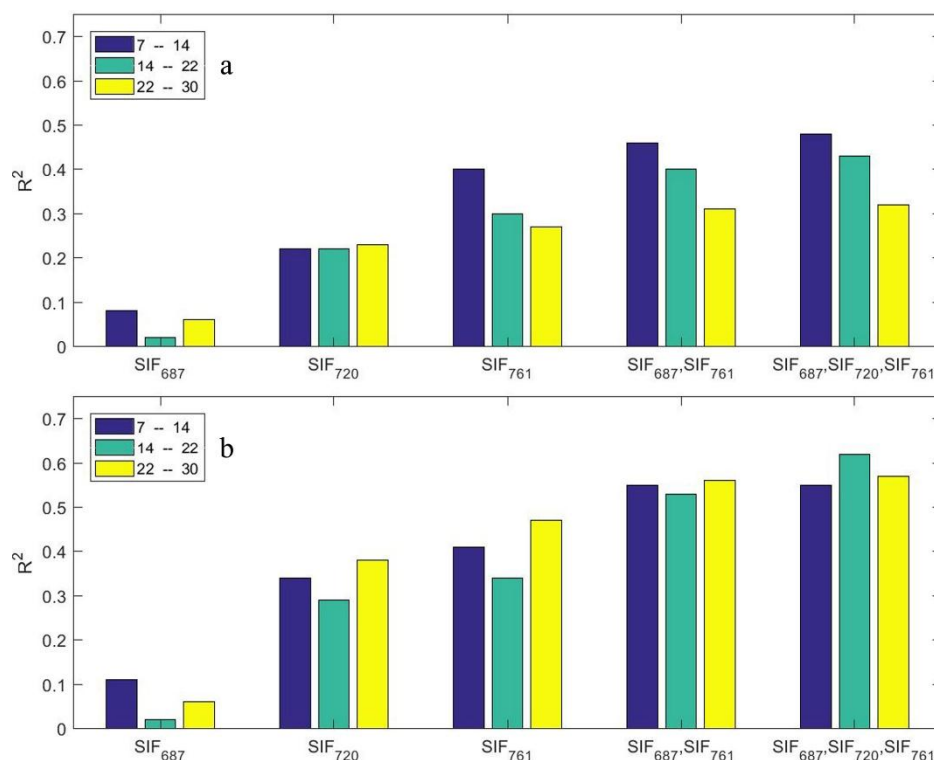 0.7
0.6
0.5
0.4
0.3
0.2
0.1
0
R²
7 -- 14
14 -- 22
22 -- 30
a
SIF₆₈₇
SIF₇₂₀
SIF₇₆₁
SIF₆₈₇,SIF₇₆₁
SIF₆₈₇,SIF₇₂₀,SIF₇₆₁
0.7
0.6
0.5
0.4
0.3
0.2
0.1
0
R²
7 -- 14
14 -- 22
22 -- 30
b
SIF₆₈₇
SIF₇₂₀
SIF₇₆₁
SIF₆₈₇,SIF₇₆₁
SIF₆₈₇,SIF₇₂₀,SIF₇₆₁